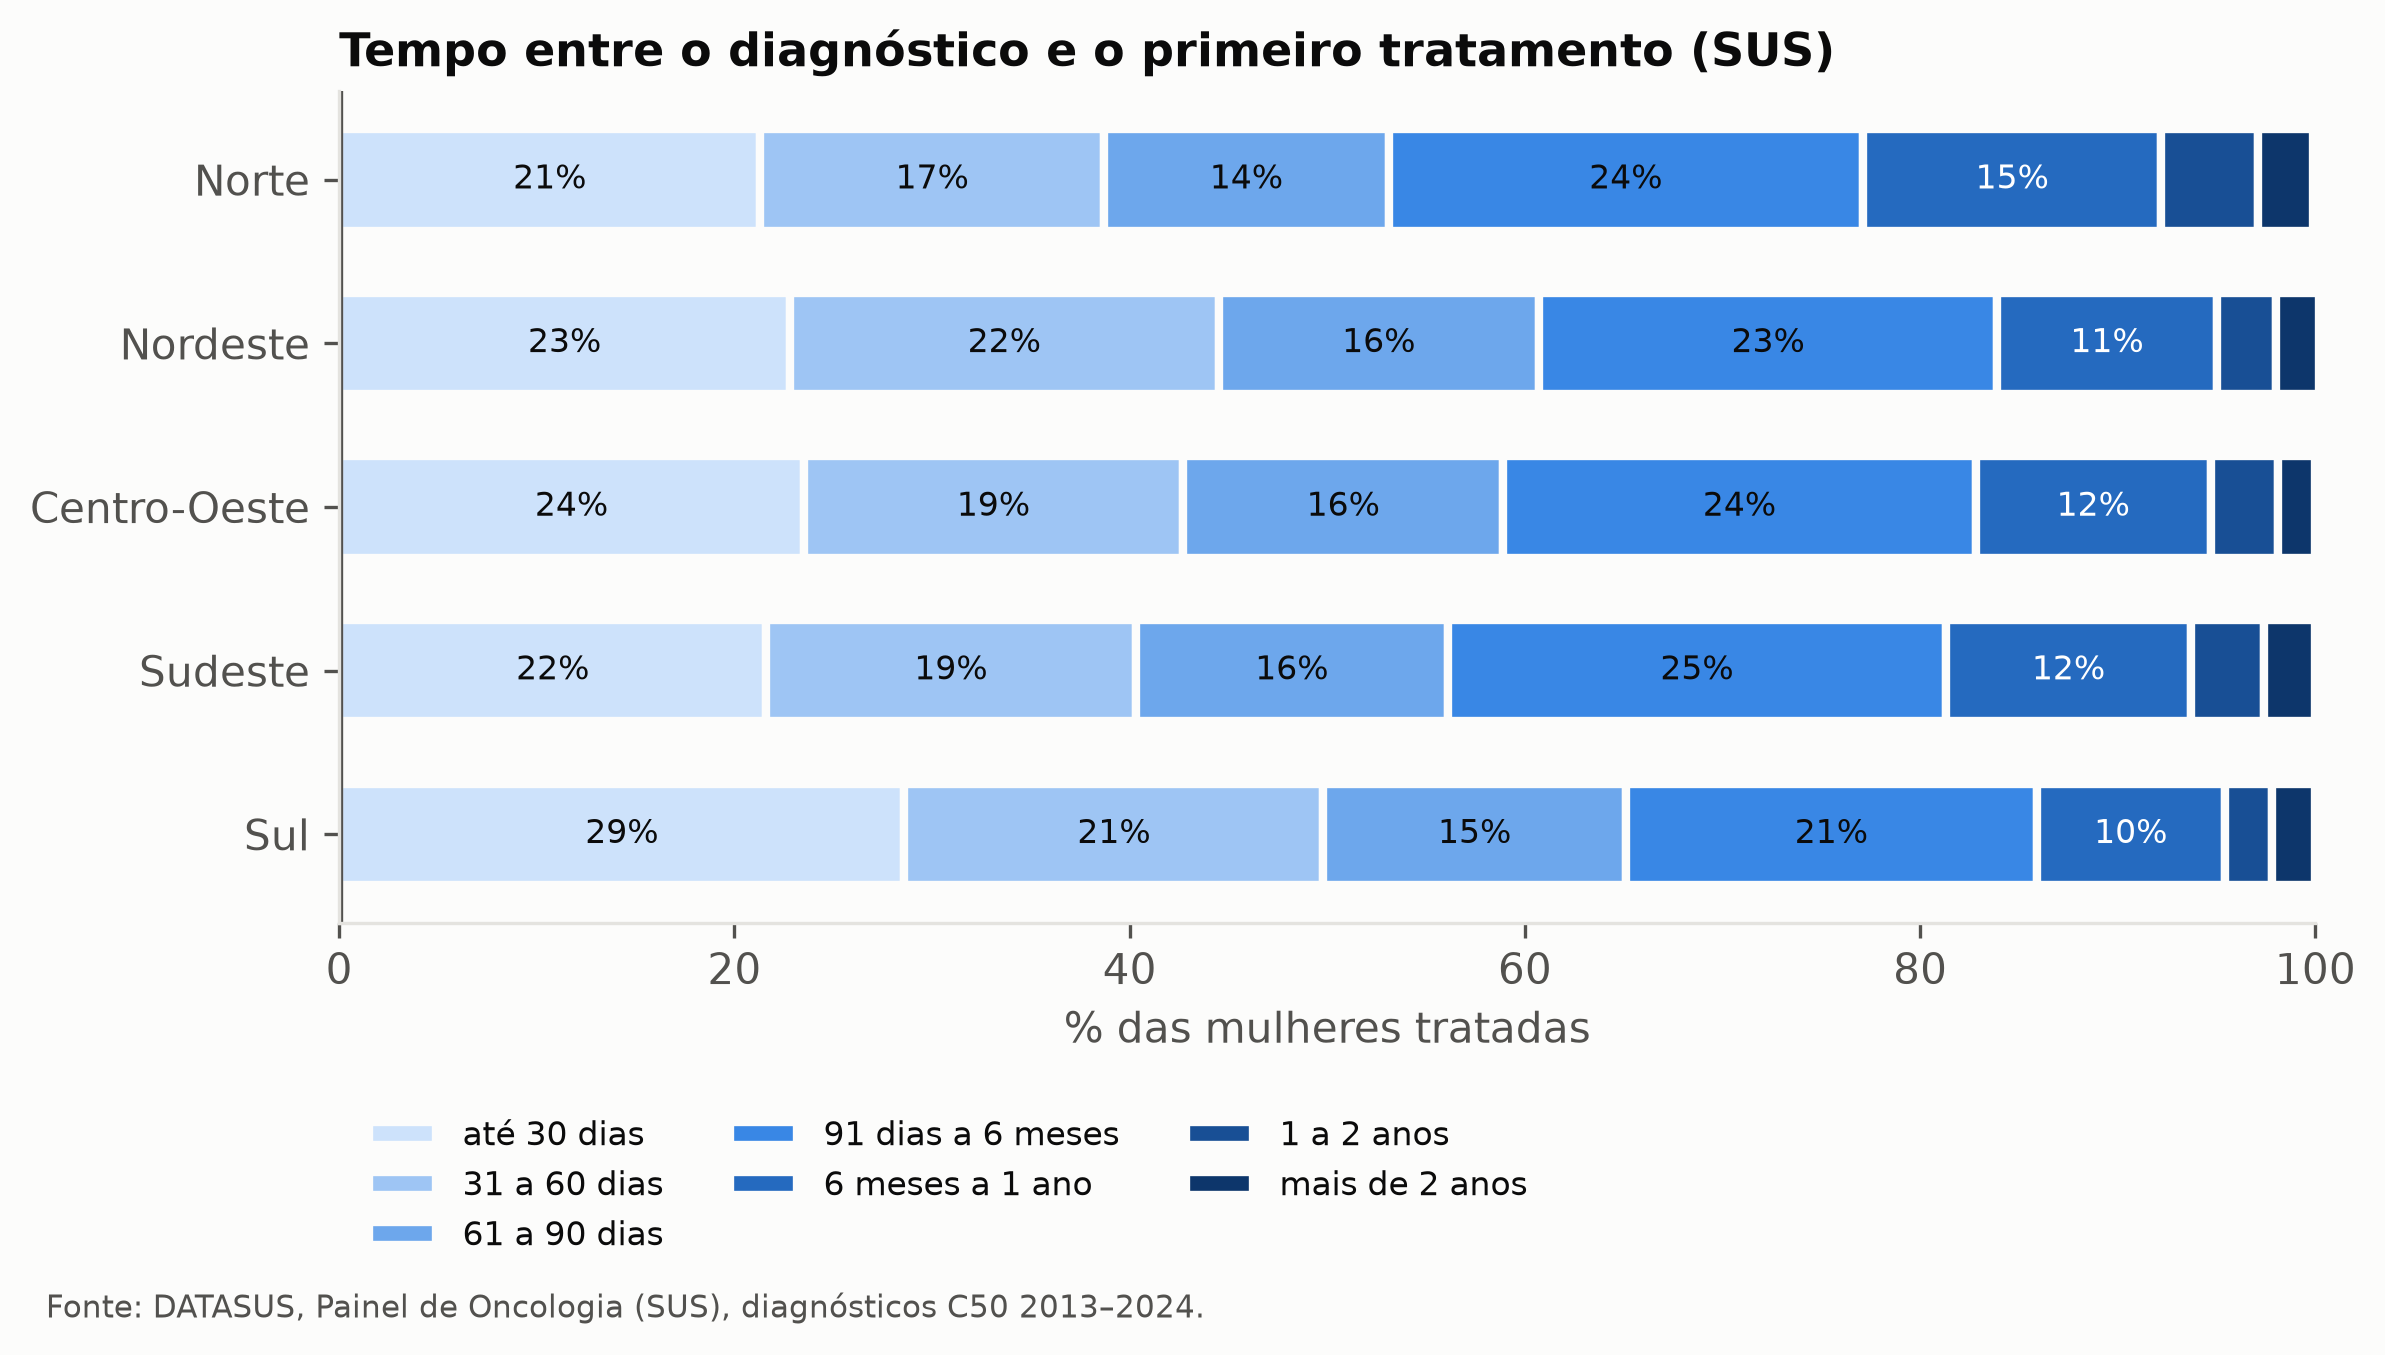 Tempo entre o diagnóstico e o primeiro tratamento (SUS)
Norte 21% 17% 14% 24% 15%
Nordeste 23% 22% 16% 23% 11%
Centro-Oeste 24% 19% 16% 24% 12%
Sudeste 22% 19% 16% 25% 12%
Sul 29% 21% 15% 21% 10%
0 20 40 60 80 100
% das mulheres tratadas
até 30 dias 91 dias a 6 meses 1 a 2 anos
31 a 60 dias 6 meses a 1 ano mais de 2 anos
61 a 90 dias
Fonte: DATASUS, Painel de Oncologia (SUS), diagnósticos C50 2013–2024.